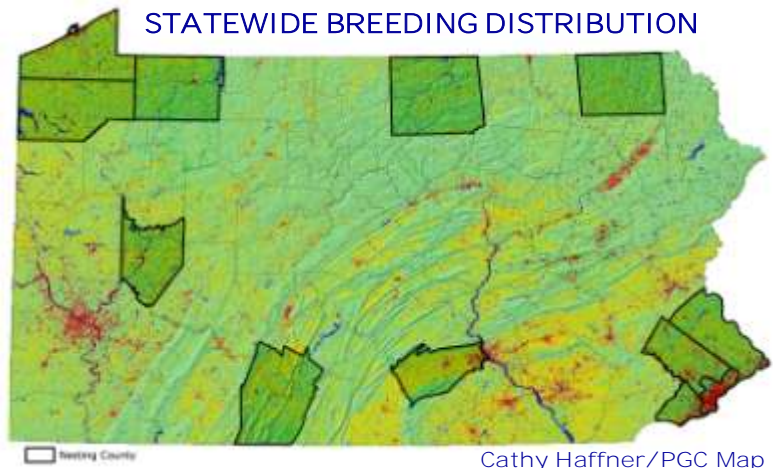 STATEWIDE BREEDING DISTRIBUTION
Nesting County
Cathy Haffner/PGC Map